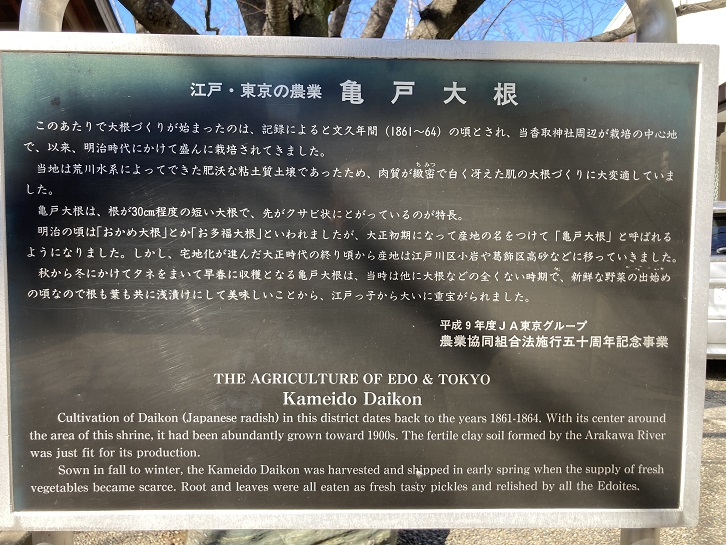 江戸・東京の農業 亀戸大根
このあたりで大根づくりが始まったのは、記録によると文久年間(1861〜64)の頃とされ、当香取神社周辺が栽培の中心地
で、以来、明治時代にかけて盛んに栽培されてきました。
当地は荒川水系によってできた肥沃な粘土質土壌であったため、肉質が緻密で白く冴えた肌の大根づくりに大変適していま
した。
亀戸大根は、根が30㎝程度の短い大根で、先がクサビ状にとがっているのが特長。
明治の頃は「おかめ大根」とか「お多福大根」といわれましたが、大正初期になって産地の名をつけて「亀戸大根」と呼ばれる
ようになりました。しかし、宅地化が進んだ大正時代の終り頃から産地は江戸川区小岩や葛飾区高砂などに移っていきました。
秋から冬にかけてタネをまいて早春に収穫となる亀戸大根は、当時は他に大根などの全くない時期で、新鮮な野菜の出始め
の頃なので根も葉も共に浅漬けにして美味しいことから、江戸っ子から大いに重宝がられました。
平成9年度JA東京グループ
農業協同組合法施行五十周年記念事業
THE AGRICULTURE OF EDO & TOKYO
Kameido Daikon
Cultivation of Daikon (Japanese radish) in this district dates back to the years 1861-1864. With its center around
the area of this shrine, it had been abundantly grown toward 1900s. The fertile clay soil formed by the Arakawa River
was just fit for its production.
Sown in fall to winter, the Kameido Daikon was harvested and shipped in early spring when the supply of fresh
vegetables became scarce. Root and leaves were all eaten as fresh tasty pickles and relished by all the Edoites.